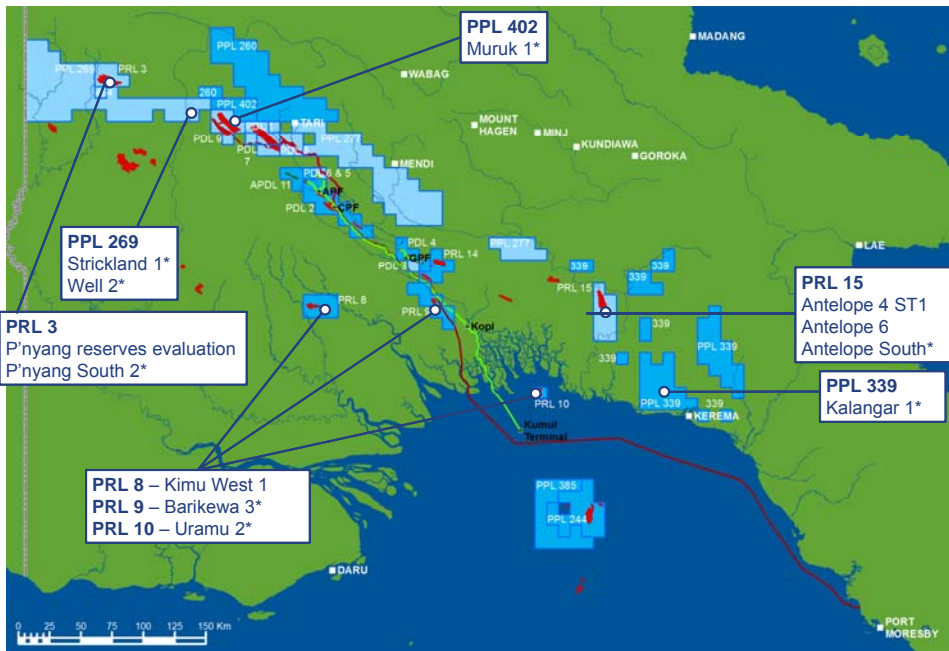 PPL 402
Muruk 1*
MADANG
PPL 260
PPL 269
PRL 3
WABAG
260
PPL 402
MOUNT
HAGEN
MINJ
TARI
KUNDIAWA
GOROKA
PDL 9
PDL
7
PPL 277
MENDI
APDL 11
PDL 6 & 5
APF
PDL 2
CPF
PPL 269
Strickland 1*
Well 2*
PDL 4
GPF
PDL 3
PRL 14
PPL 277
LAE
339
339
339
PRL 15
PRL 15
Antelope 4 ST1
Antelope 6
Antelope South*
PRL 3
P'nyang reserves evaluation
P'nyang South 2*
PRL 8
PRL 9
Kopi
339
PPL 339
339
PPL 339
Kalangar 1*
PRL 10
PPL 339
339
KEREMA
Kumul
Terminal
PRL 8 – Kimu West 1
PRL 9 – Barikewa 3*
PRL 10 – Uramu 2*
PPL 385
PPL 244
DARU
0 25 50 75 100 125 150 Km
PORT
MORESBY